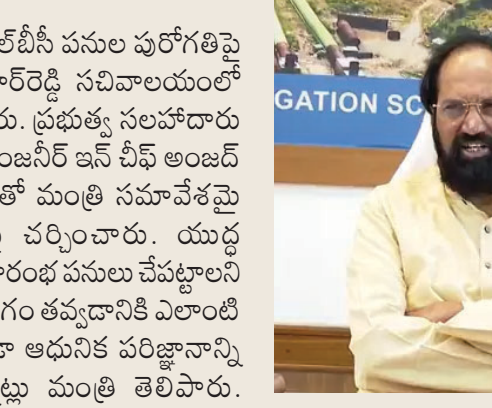 ల్‌బీసీ పనుల పురోగతిపై
ార్‌రెడ్డి సచివాలయంలో
రు. ప్రభుత్వ సలహాదారు
ంజనీర్ ఇన్ చీఫ్ అంజద్
తో మంత్రి సమావేశమై
చర్చించారు. యుద్ధ
ారంభ పనులు చేపట్టాలని
గం తవ్వడానికి ఎలాంటి
డా ఆధునిక పరిజ్ఞానాన్ని
ట్లు మంత్రి తెలిపారు.
GATION SC